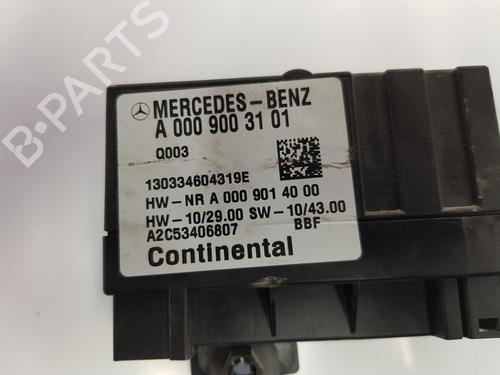 MERCEDES-BENZ
A 000 900 31 01
Q003
130334604319E
HW-NR A 000 901 40 00
HW-10/29.00 SW-10/43.00
A2C53406807 BBF
Continental
B-PARTS